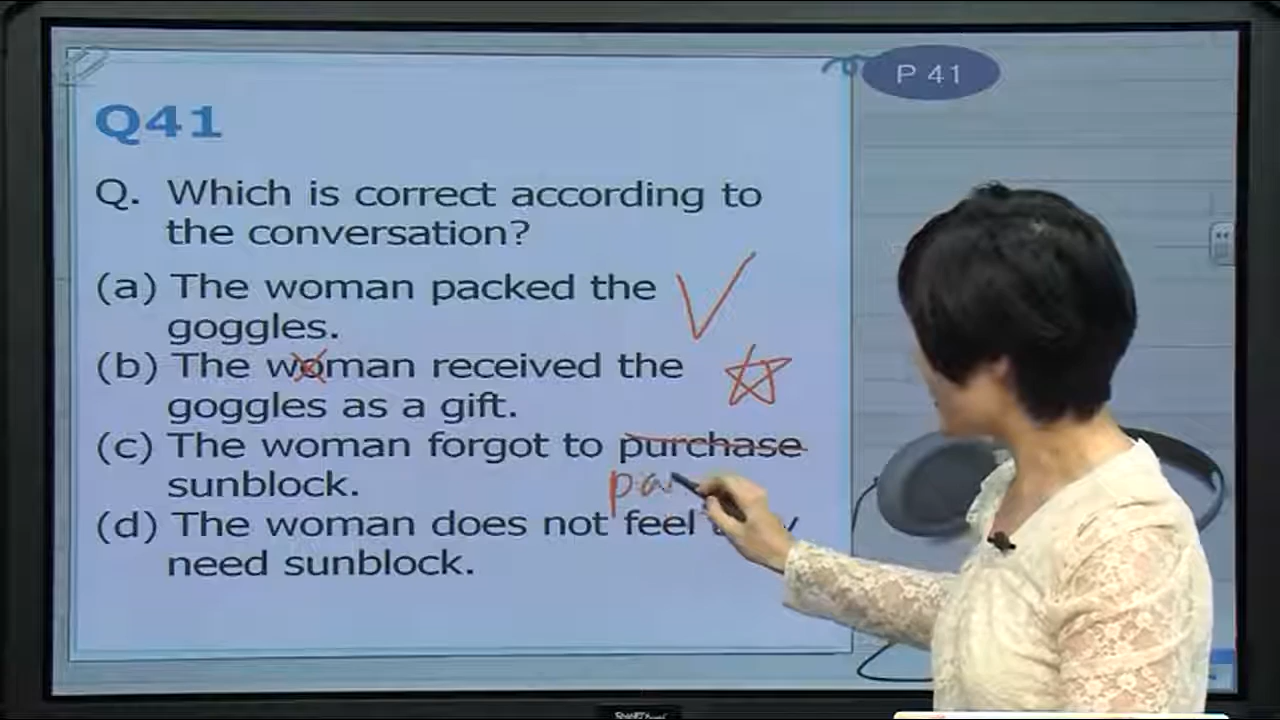 P 41
Q41
Q. Which is correct according to
the conversation?
(a) The woman packed the
goggles.
(b) The woman received the
goggles as a gift.
(c) The woman forgot to purchase
sunblock.
pa
(d) The woman does not feel
need sunblock.